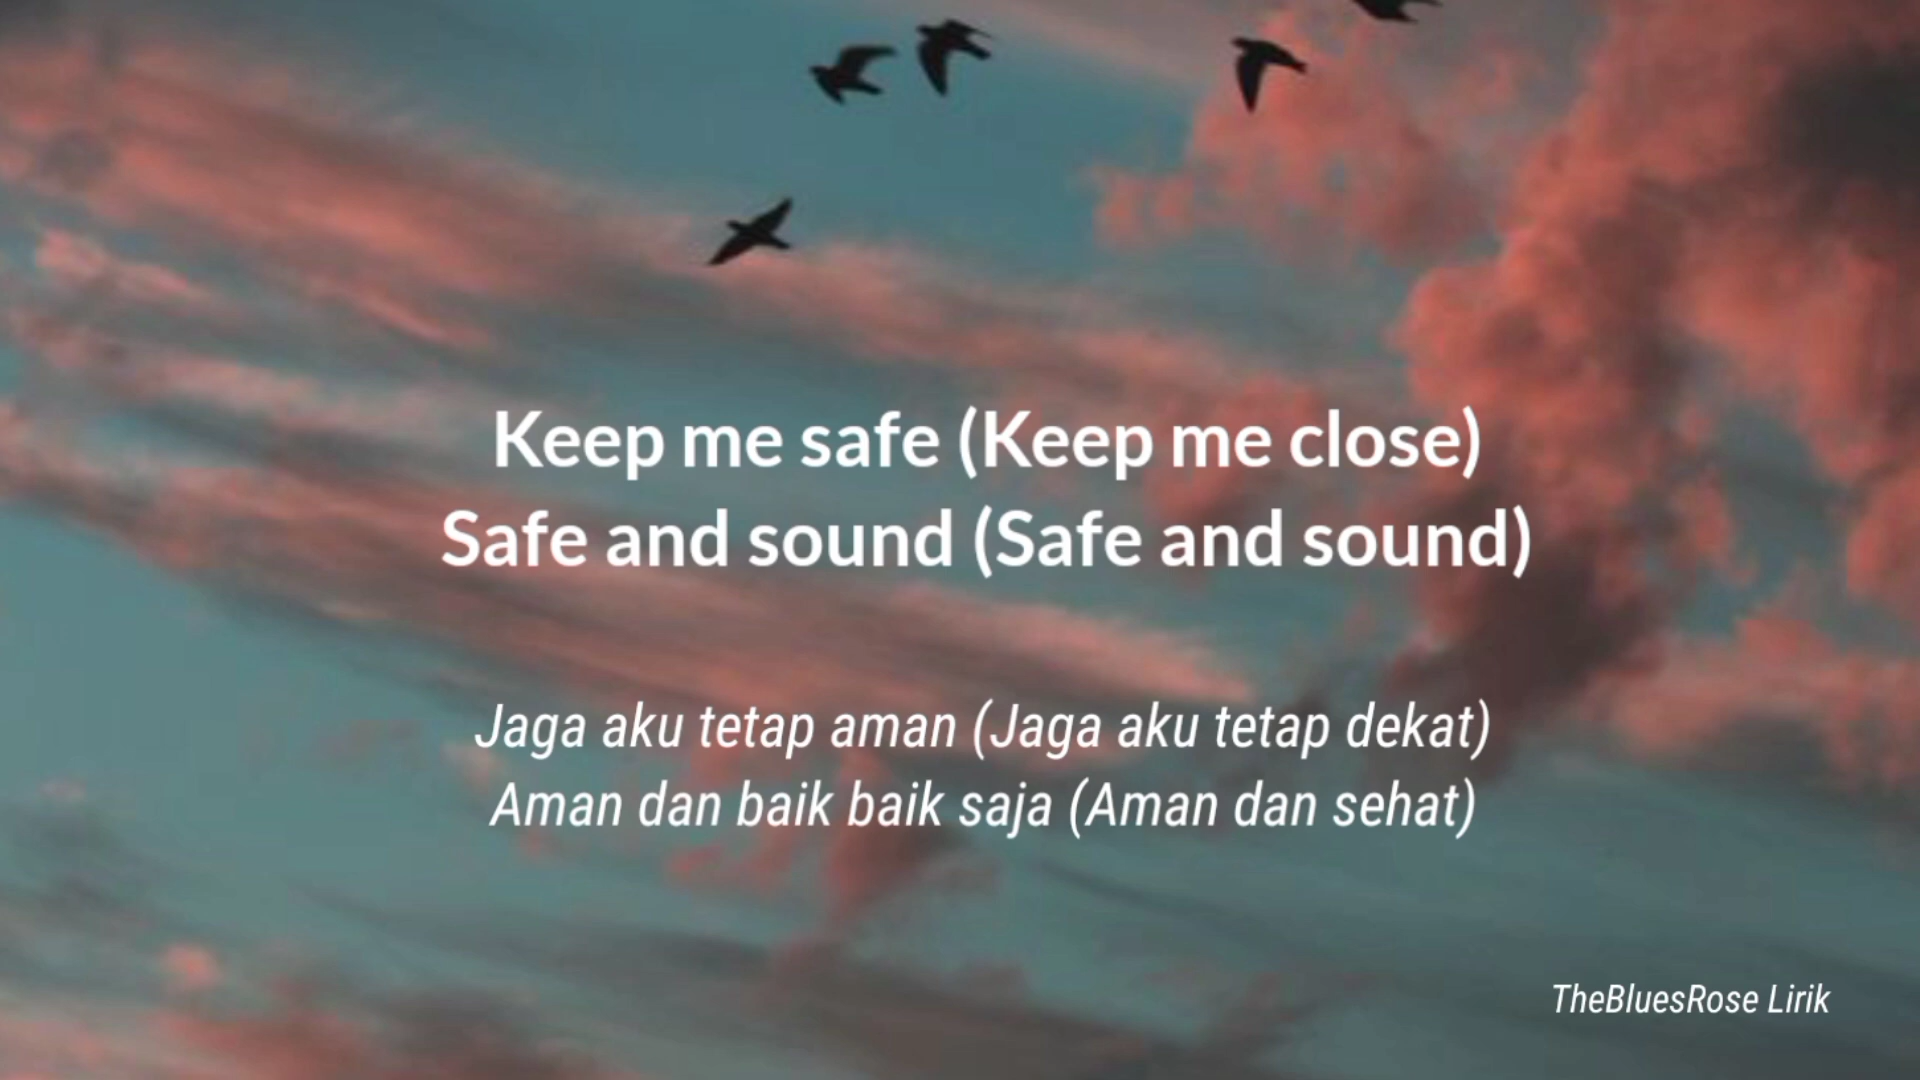 Keep me safe (Keep me close)
Safe and sound (Safe and sound)
Jaga aku tetap aman (Jaga aku tetap dekat)
Aman dan baik baik saja (Aman dan sehat)
TheBluesRose Lirik